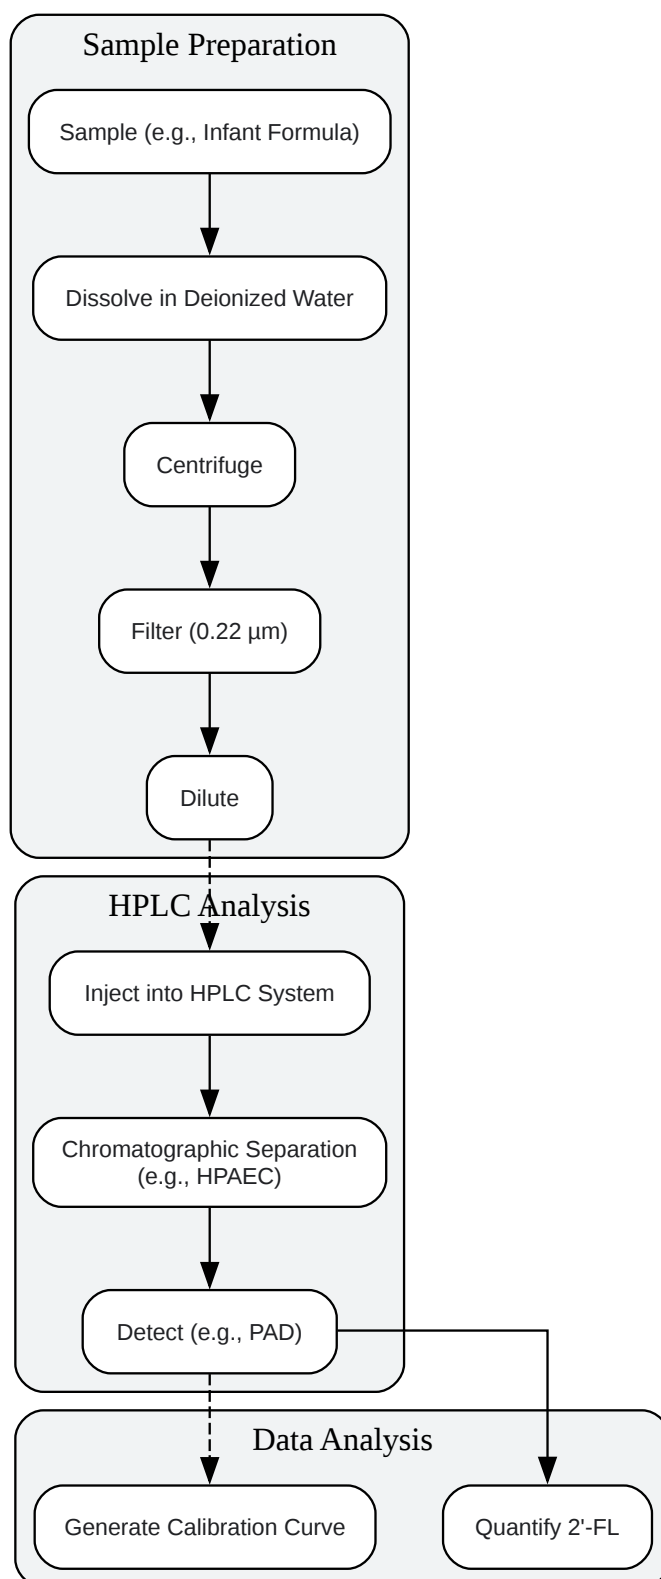 Sample Preparation
Sample (e.g., Infant Formula)
Dissolve in Deionized Water
Centrifuge
Filter (0.22 µm)
Dilute
HPLC Analysis
Inject into HPLC System
Chromatographic Separation
(e.g., HPAEC)
Detect (e.g., PAD)
Data Analysis
Generate Calibration Curve
Quantify 2'-FL